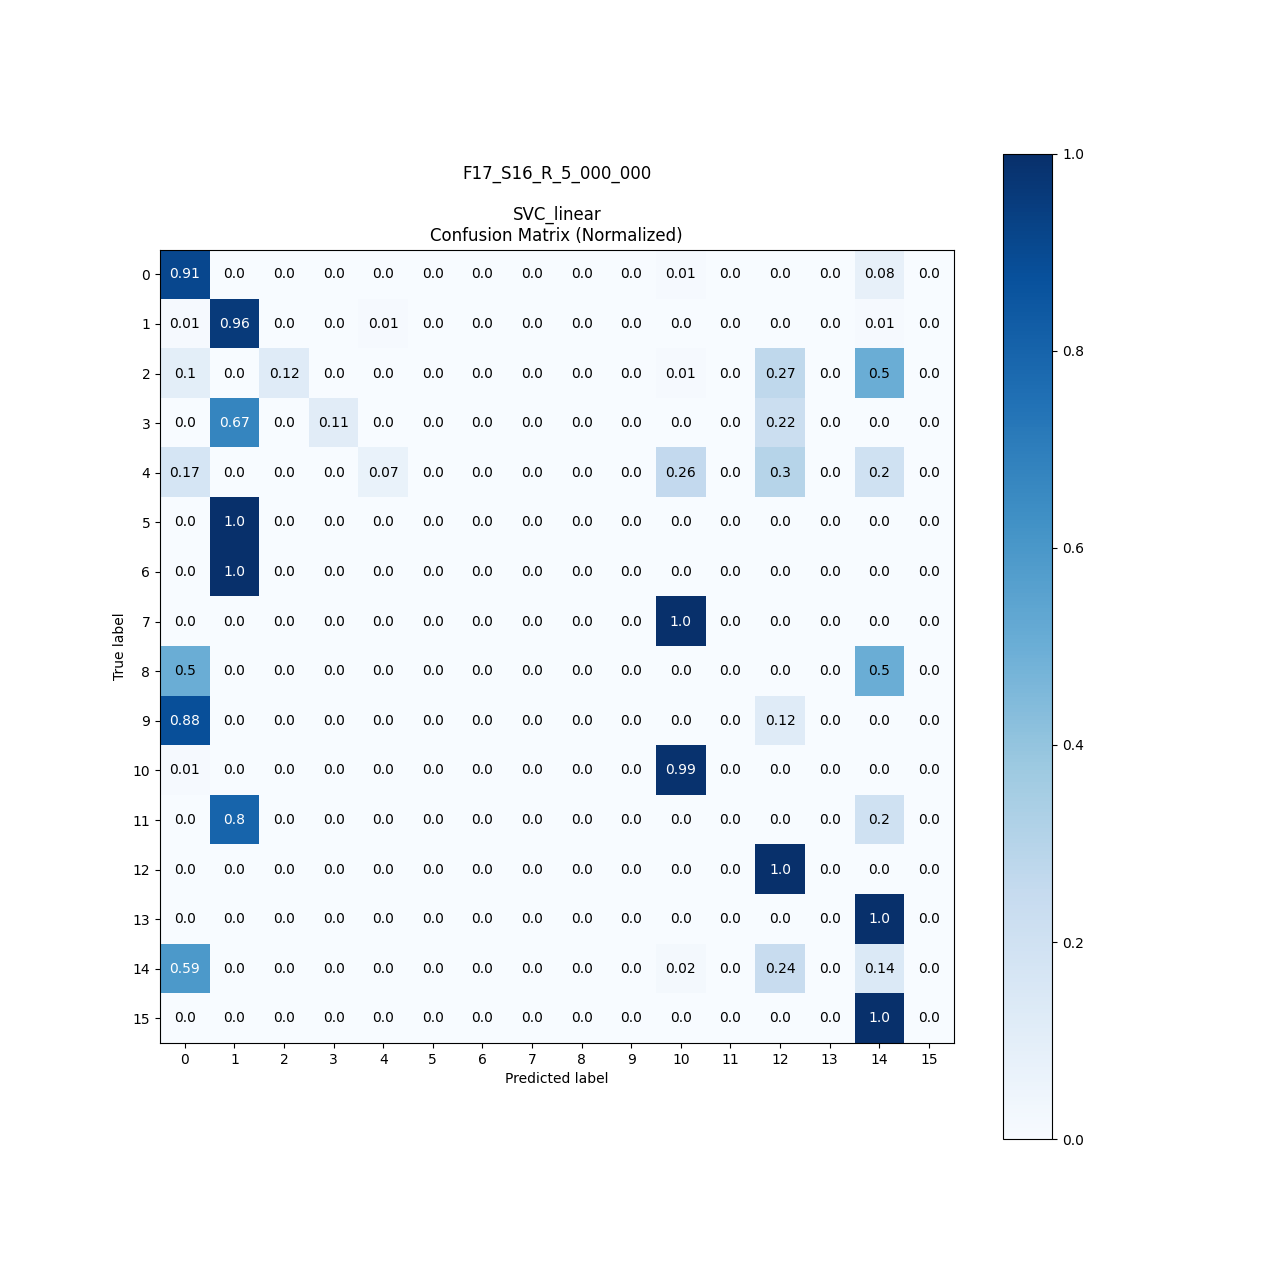 F17_S16_R_5_000_000
SVC_linear
Confusion Matrix (Normalized)
0 0.91 0.0 0.0 0.0 0.0 0.0 0.0 0.0 0.0 0.0 0.01 0.0 0.0 0.0 0.08 0.0
1 0.01 0.96 0.0 0.0 0.01 0.0 0.0 0.0 0.0 0.0 0.0 0.0 0.0 0.0 0.01 0.0
2 0.1 0.0 0.12 0.0 0.0 0.0 0.0 0.0 0.0 0.0 0.01 0.0 0.27 0.0 0.5 0.0
3 0.0 0.67 0.0 0.11 0.0 0.0 0.0 0.0 0.0 0.0 0.0 0.0 0.22 0.0 0.0 0.0
4 0.17 0.0 0.0 0.0 0.07 0.0 0.0 0.0 0.0 0.0 0.26 0.0 0.3 0.0 0.2 0.0
5 0.0 1.0 0.0 0.0 0.0 0.0 0.0 0.0 0.0 0.0 0.0 0.0 0.0 0.0 0.0 0.0
6 0.0 1.0 0.0 0.0 0.0 0.0 0.0 0.0 0.0 0.0 0.0 0.0 0.0 0.0 0.0 0.0
7 0.0 0.0 0.0 0.0 0.0 0.0 0.0 0.0 0.0 0.0 1.0 0.0 0.0 0.0 0.0 0.0
8 0.5 0.0 0.0 0.0 0.0 0.0 0.0 0.0 0.0 0.0 0.0 0.0 0.0 0.0 0.5 0.0
9 0.88 0.0 0.0 0.0 0.0 0.0 0.0 0.0 0.0 0.0 0.0 0.0 0.12 0.0 0.0 0.0
10 0.01 0.0 0.0 0.0 0.0 0.0 0.0 0.0 0.0 0.0 0.99 0.0 0.0 0.0 0.0 0.0
11 0.0 0.8 0.0 0.0 0.0 0.0 0.0 0.0 0.0 0.0 0.0 0.0 0.0 0.0 0.2 0.0
12 0.0 0.0 0.0 0.0 0.0 0.0 0.0 0.0 0.0 0.0 0.0 0.0 1.0 0.0 0.0 0.0
13 0.0 0.0 0.0 0.0 0.0 0.0 0.0 0.0 0.0 0.0 0.0 0.0 0.0 0.0 1.0 0.0
14 0.59 0.0 0.0 0.0 0.0 0.0 0.0 0.0 0.0 0.0 0.02 0.0 0.24 0.0 0.14 0.0
15 0.0 0.0 0.0 0.0 0.0 0.0 0.0 0.0 0.0 0.0 0.0 0.0 0.0 0.0 1.0 0.0
0 1 2 3 4 5 6 7 8 9 10 11 12 13 14 15
Predicted label
True label
1.0
0.8
0.6
0.4
0.2
0.0